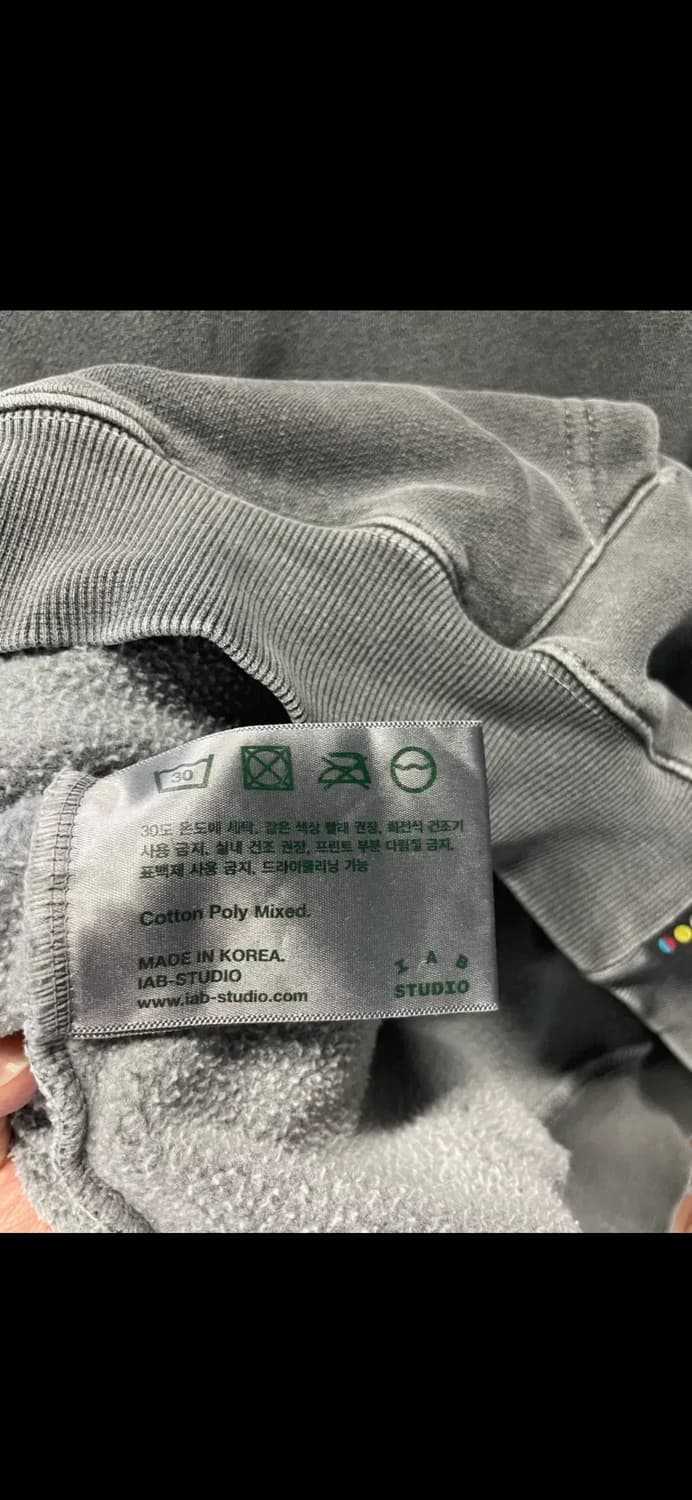 30
30도 온도에 세탁, 같은 색상 빨래 권장, 회전식 건조기
사용 금지, 실내 건조 권장, 프린트 부분 다림질 금지,
표백제 사용 금지, 드라이클리닝 가능
Cotton Poly Mixed.
MADE IN KOREA.
IAB-STUDIO
www.iab-studio.com
I A B
STUDIO